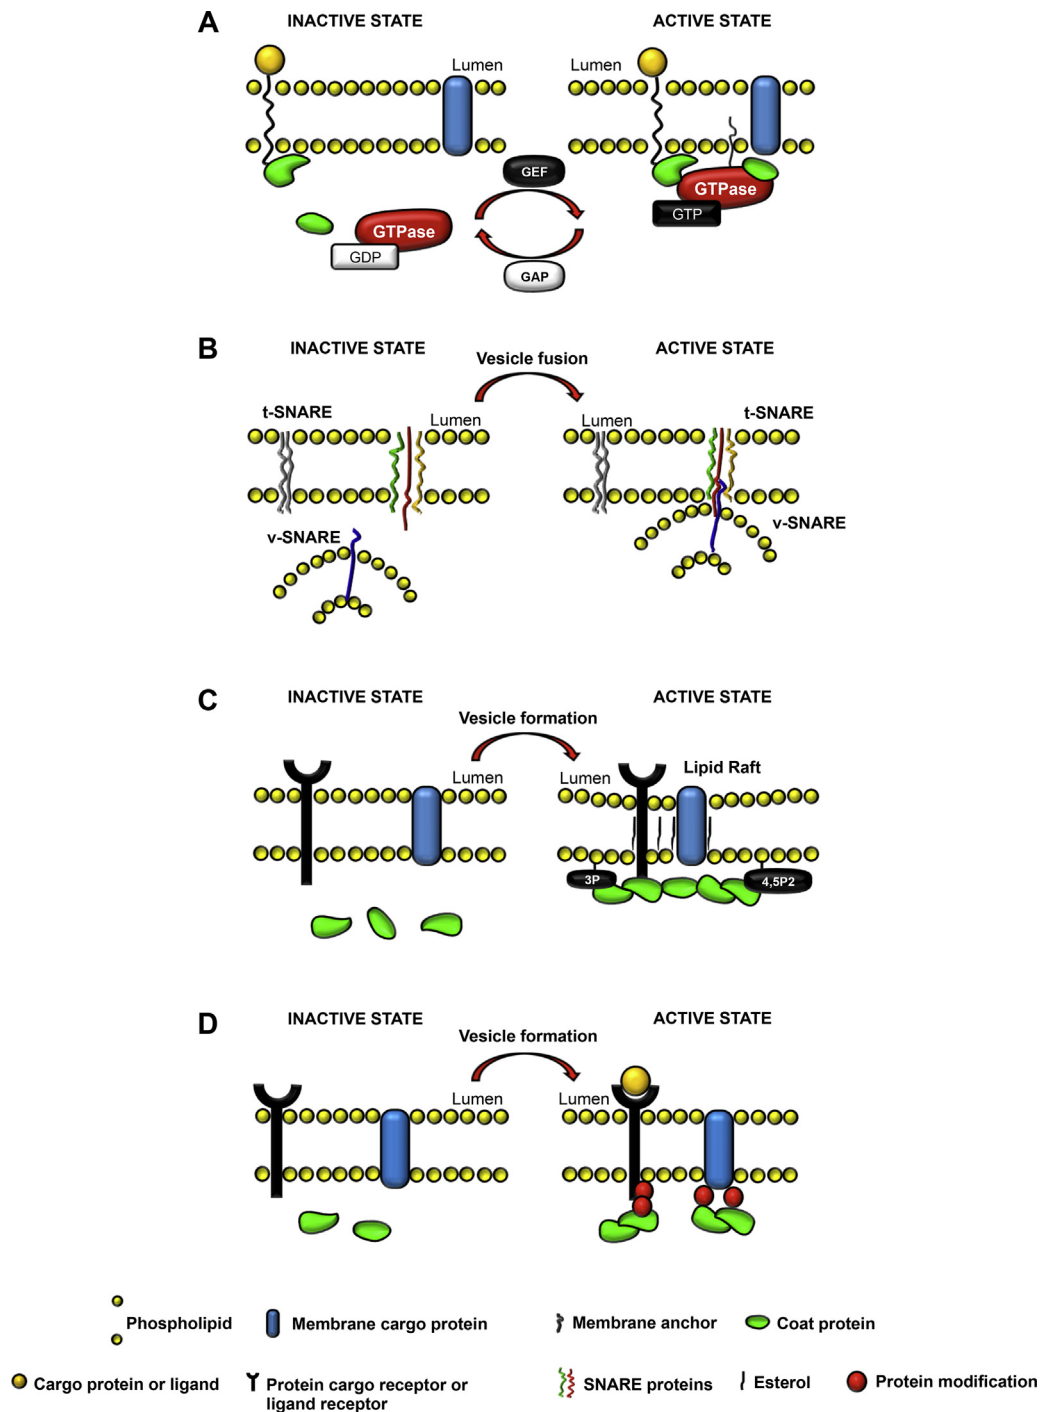 A
INACTIVE STATE
ACTIVE STATE
Lumen
Lumen
GEF
GTPase
GTP
GTPase
GDP
GAP
B
INACTIVE STATE
ACTIVE STATE
Vesicle fusion
t-SNARE
Lumen
Lumen
t-SNARE
v-SNARE
v-SNARE
C
INACTIVE STATE
ACTIVE STATE
Vesicle formation
Lumen
Lumen
Lipid Raft
3P
4,5P2
D
INACTIVE STATE
ACTIVE STATE
Vesicle formation
Lumen
Lumen
Phospholipid
Membrane cargo protein
Membrane anchor
Coat protein
Cargo protein or ligand
Protein cargo receptor or
ligand receptor
SNARE proteins
Esterol
Protein modification